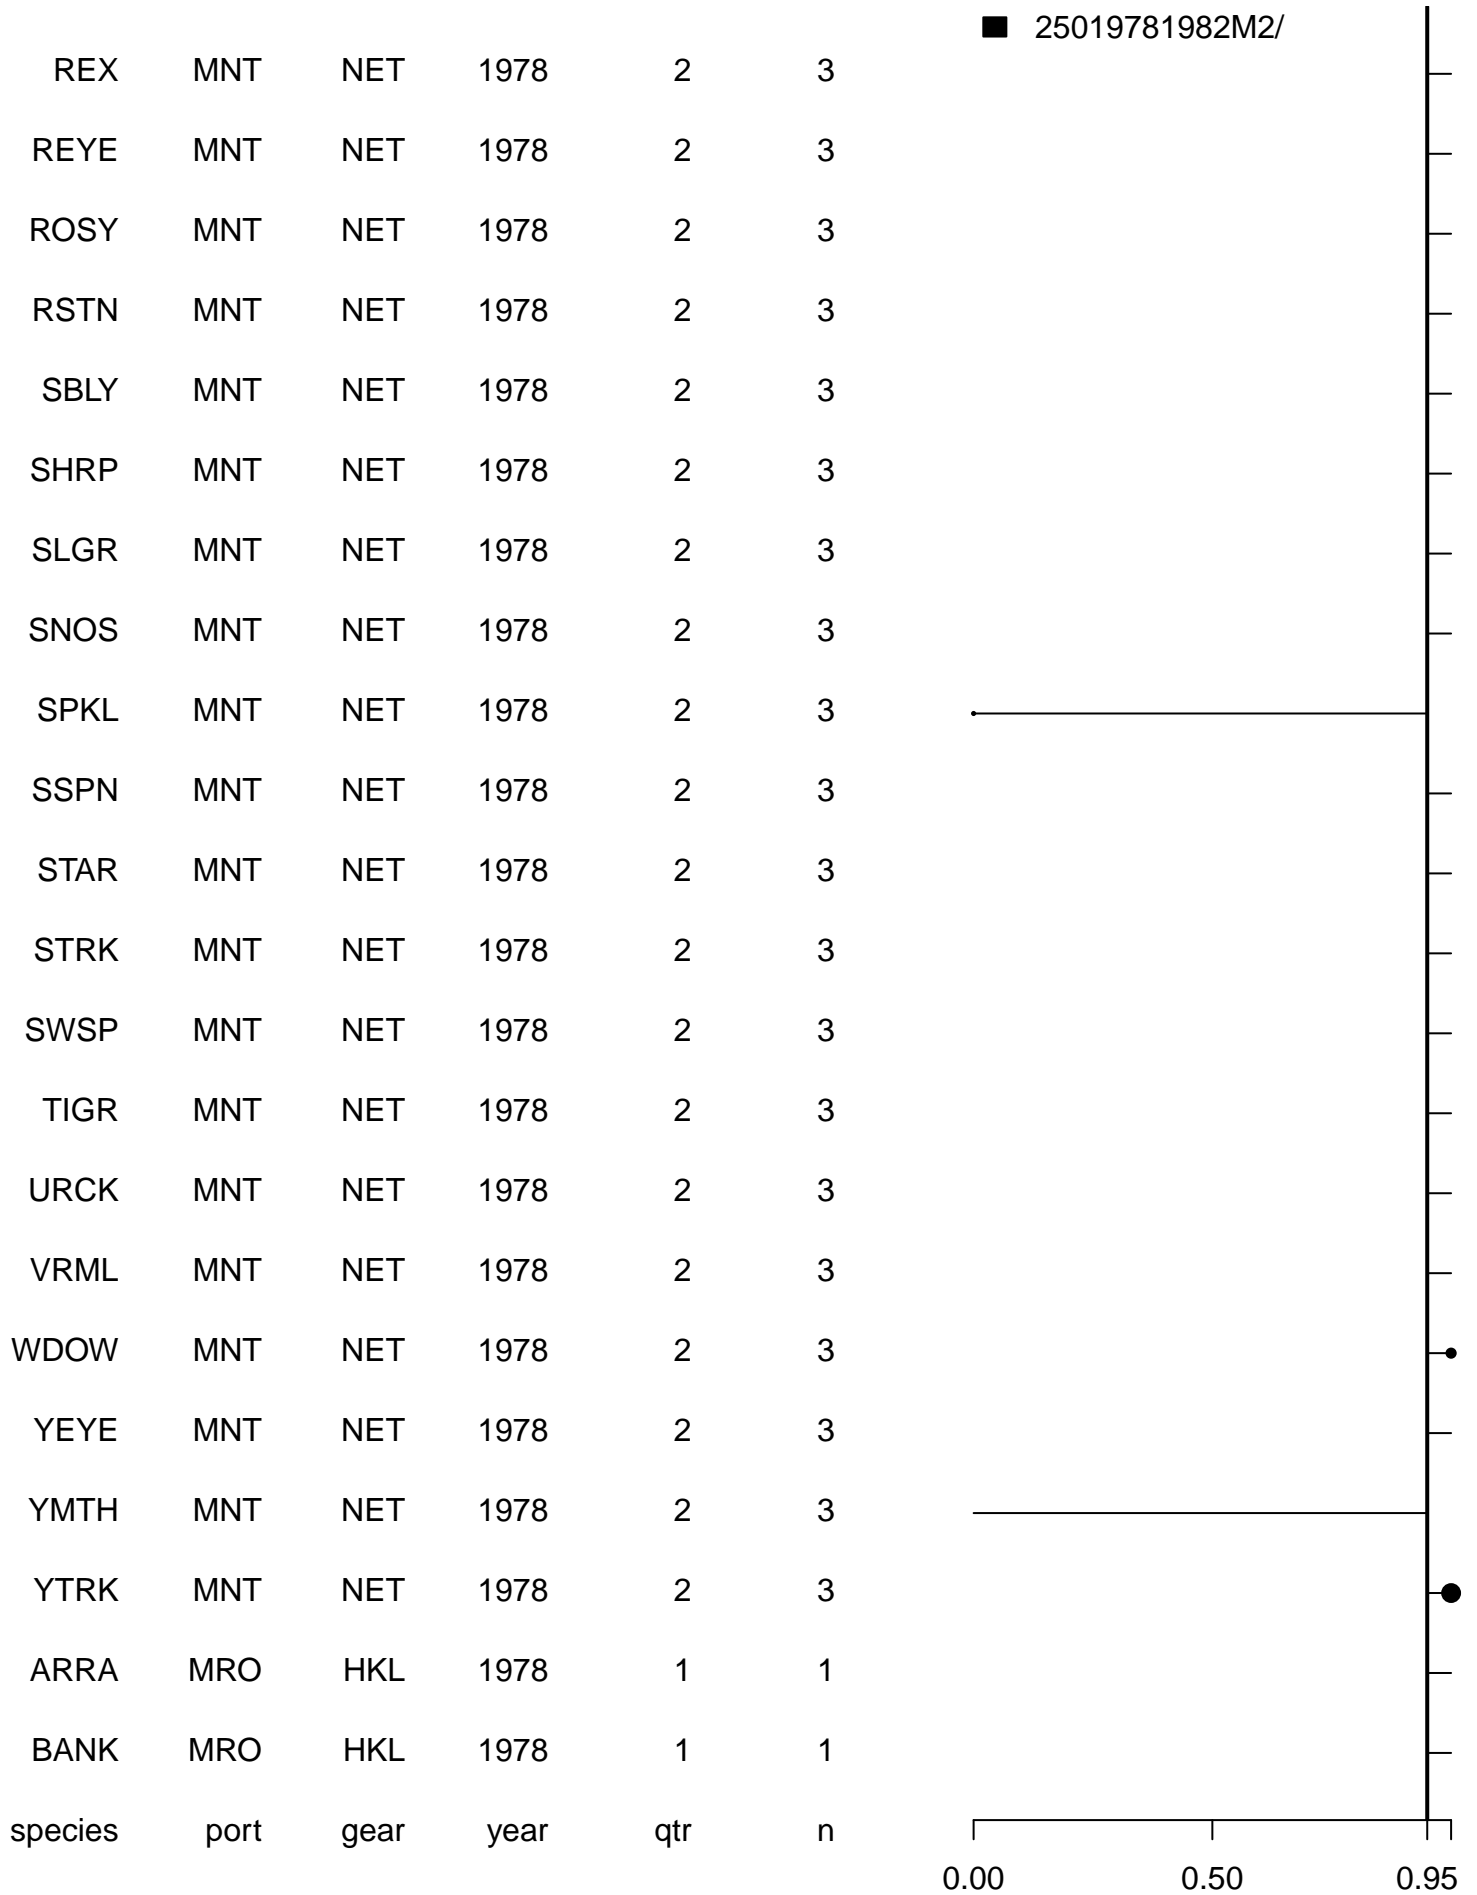 25019781982M2/
REX MNT NET 1978 2 3
REYE MNT NET 1978 2 3
ROSY MNT NET 1978 2 3
RSTN MNT NET 1978 2 3
SBLY MNT NET 1978 2 3
SHRP MNT NET 1978 2 3
SLGR MNT NET 1978 2 3
SNOS MNT NET 1978 2 3
SPKL MNT NET 1978 2 3
SSPN MNT NET 1978 2 3
STAR MNT NET 1978 2 3
STRK MNT NET 1978 2 3
SWSP MNT NET 1978 2 3
TIGR MNT NET 1978 2 3
URCK MNT NET 1978 2 3
VRML MNT NET 1978 2 3
WDOW MNT NET 1978 2 3
YEYE MNT NET 1978 2 3
YMTH MNT NET 1978 2 3
YTRK MNT NET 1978 2 3
ARRA MRO HKL 1978 1 1
BANK MRO HKL 1978 1 1
species port gear year qtr n
0.00 0.50 0.95